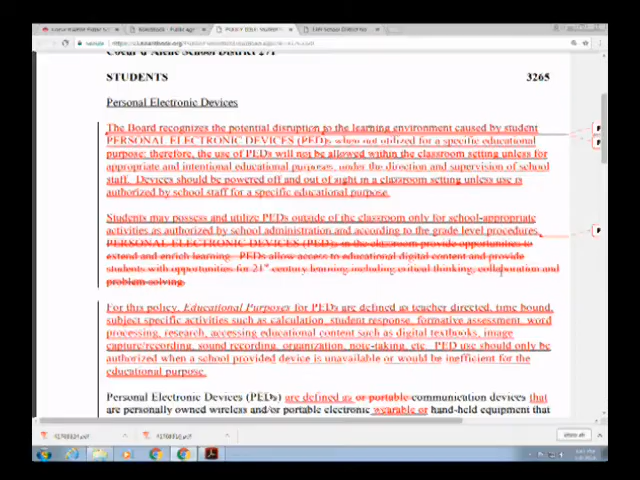 Coeur d'Alene School District 271
STUDENTS 3265
Personal Electronic Devices
The Board recognizes the potential disruption to the learning environment caused by student
PERSONAL ELECTRONIC DEVICES (PED) when not utilized for a specific educational
purpose; therefore, the use of PEDs will not be allowed within the classroom setting unless for
appropriate and intentional educational purposes, under the direction and supervision of school
staff. Devices should be powered off and out of sight in a classroom setting unless use is
authorized by school staff for a specific educational purpose.
Students may possess and utilize PEDs outside of the classroom only for school-appropriate
activities as authorized by school administration and according to the grade level procedures.
PERSONAL ELECTRONIC DEVICES (PED) in the classroom provide opportunities to
extend and enrich learning. PEDs allow access to educational digital content and provide
students with opportunities for 21st century learning including critical thinking, collaboration and
problem solving.
For this policy, Educational Purposes for PEDs are defined as teacher directed, time bound,
subject specific activities such as calculation, student response, formative assessment, word
processing, research, accessing educational content such as digital textbooks, image
capture/recording, sound recording, organization, note-taking, etc. PED use should only be
authorized when a school provided device is unavailable or would be inefficient for the
educational purpose.
Personal Electronic Devices (PEDs) are defined as or portable communication devices that
are personally owned wireless and/or portable electronic wearable or hand-held equipment that
Show all